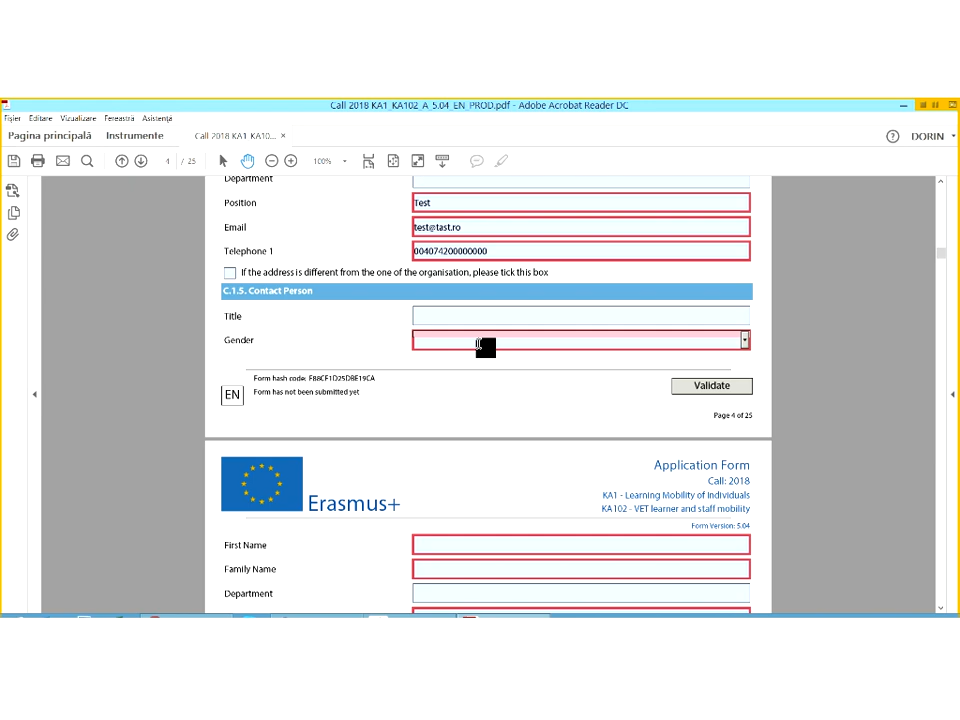 Call 2018 KA1_KA102_A_5.04_EN_PROD.pdf - Adobe Acrobat Reader DC
Fișier Editare Vizualizare Fereastră Asistență
Pagina principală Instrumente Call 2018 KA1 KA10... × DORIN
4 / 25 100%
Department
Position Test
Email test@tast.ro
Telephone 1 004074200000000
If the address is different from the one of the organisation, please tick this box
C.1.5. Contact Person
Title
Gender
Form hash code: F88CF1D25DBE19CA
EN Form has not been submitted yet Validate
Page 4 of 25
Application Form
Call: 2018
KA1 - Learning Mobility of Individuals
Erasmus+ KA102 - VET learner and staff mobility
Form Version: 5.04
First Name
Family Name
Department